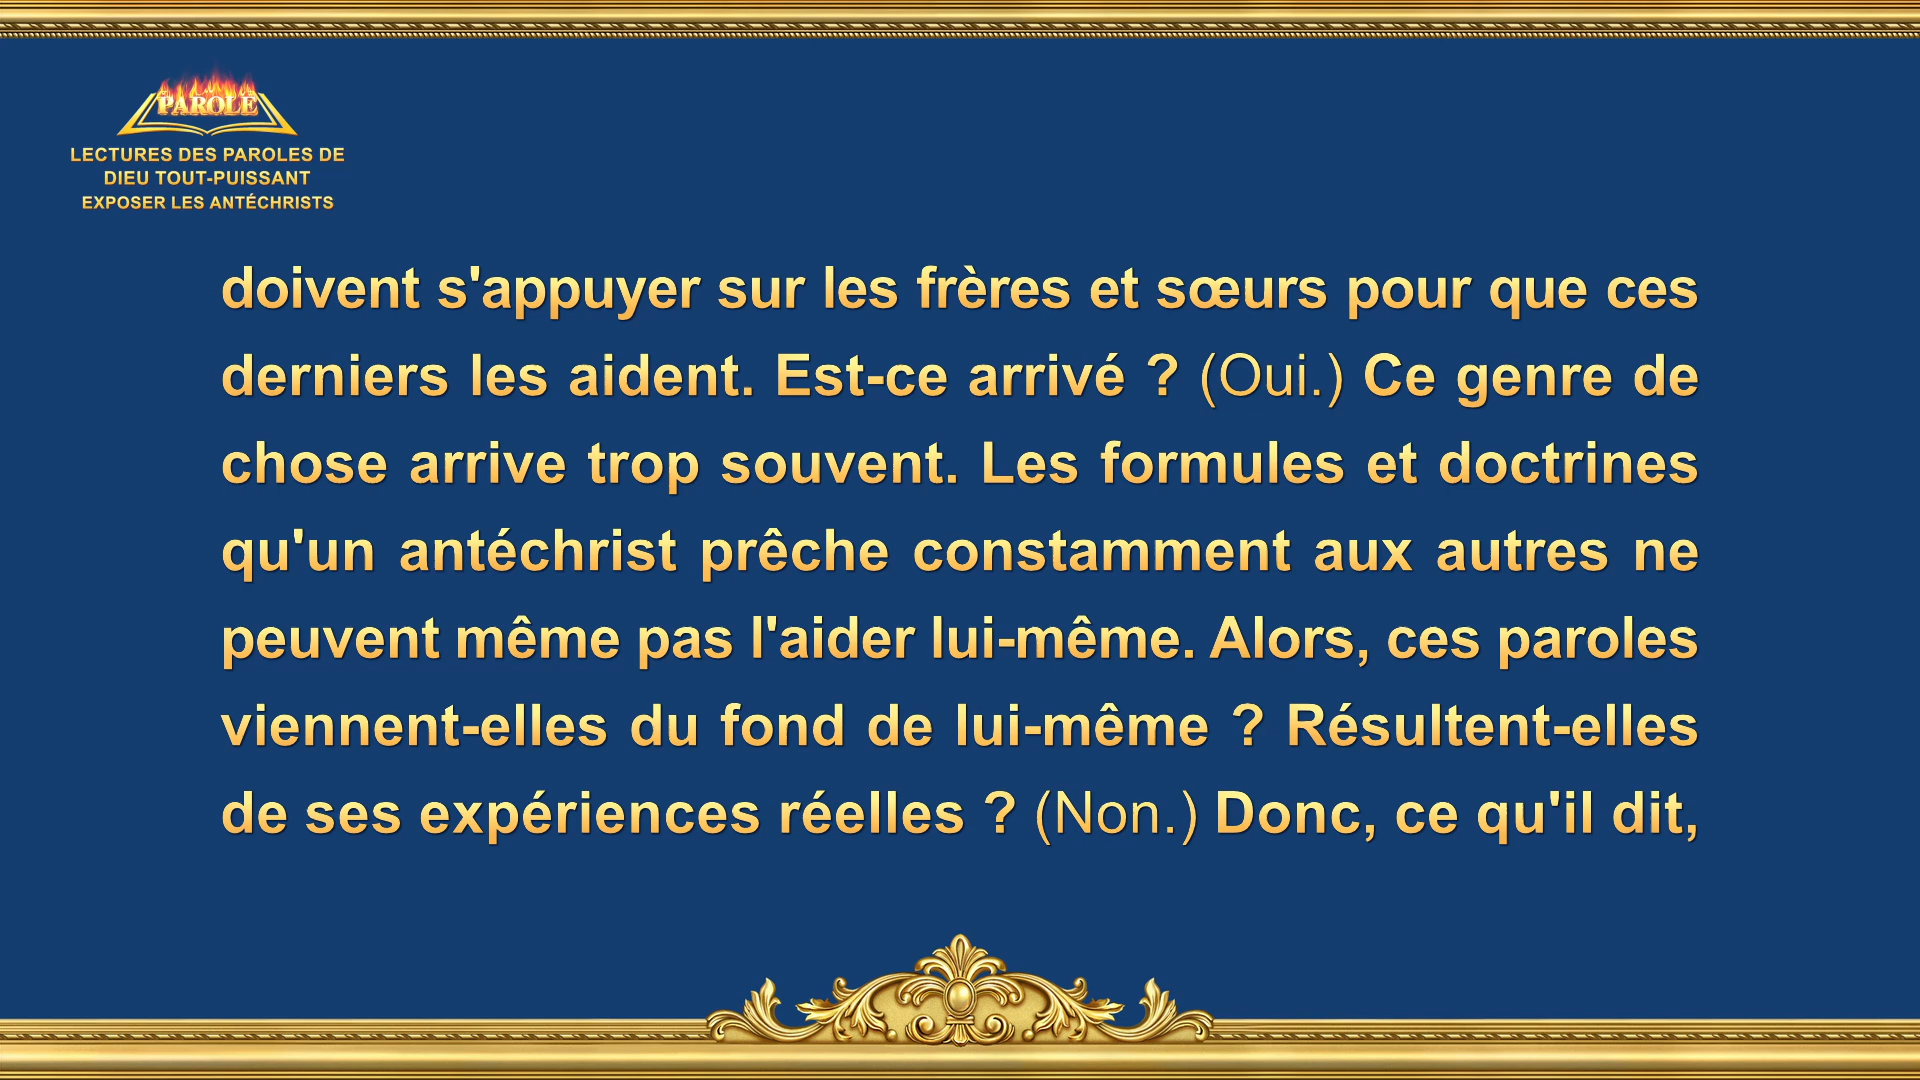 PAROLE
LECTURES DES PAROLES DE
DIEU TOUT-PUISSANT
EXPOSER LES ANTÉCHRISTS
doivent s'appuyer sur les frères et sœurs pour que ces
derniers les aident. Est-ce arrivé ? (Oui.) Ce genre de
chose arrive trop souvent. Les formules et doctrines
qu'un antéchrist prêche constamment aux autres ne
peuvent même pas l'aider lui-même. Alors, ces paroles
viennent-elles du fond de lui-même ? Résultent-elles
de ses expériences réelles ? (Non.) Donc, ce qu'il dit,